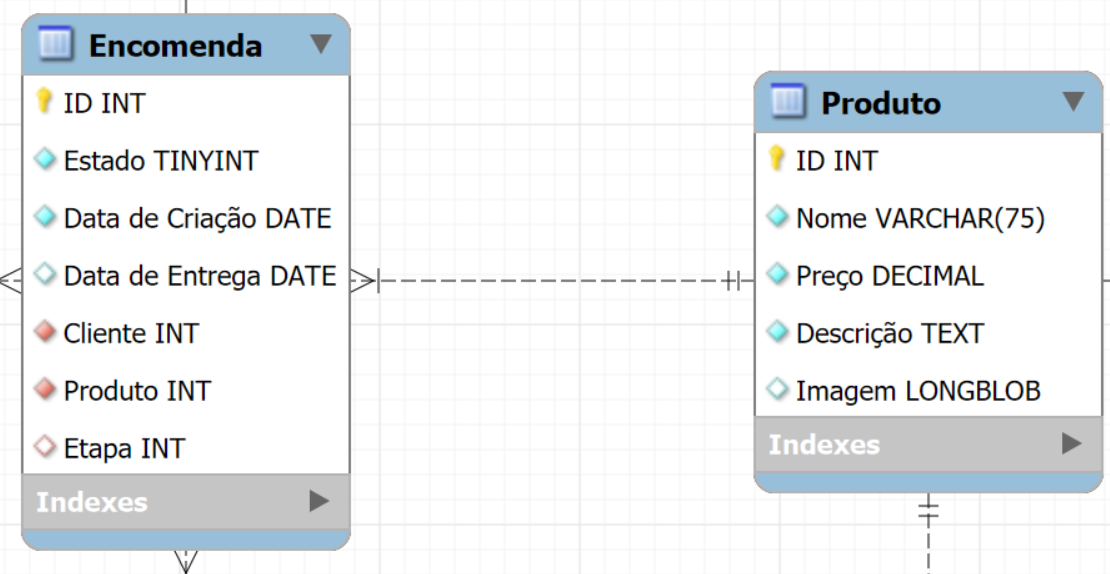 Encomenda
ID INT
Estado TINYINT
Data de Criação DATE
Data de Entrega DATE
Cliente INT
Produto INT
Etapa INT
Indexes
Produto
ID INT
Nome VARCHAR(75)
Preço DECIMAL
Descrição TEXT
Imagem LONGBLOB
Indexes